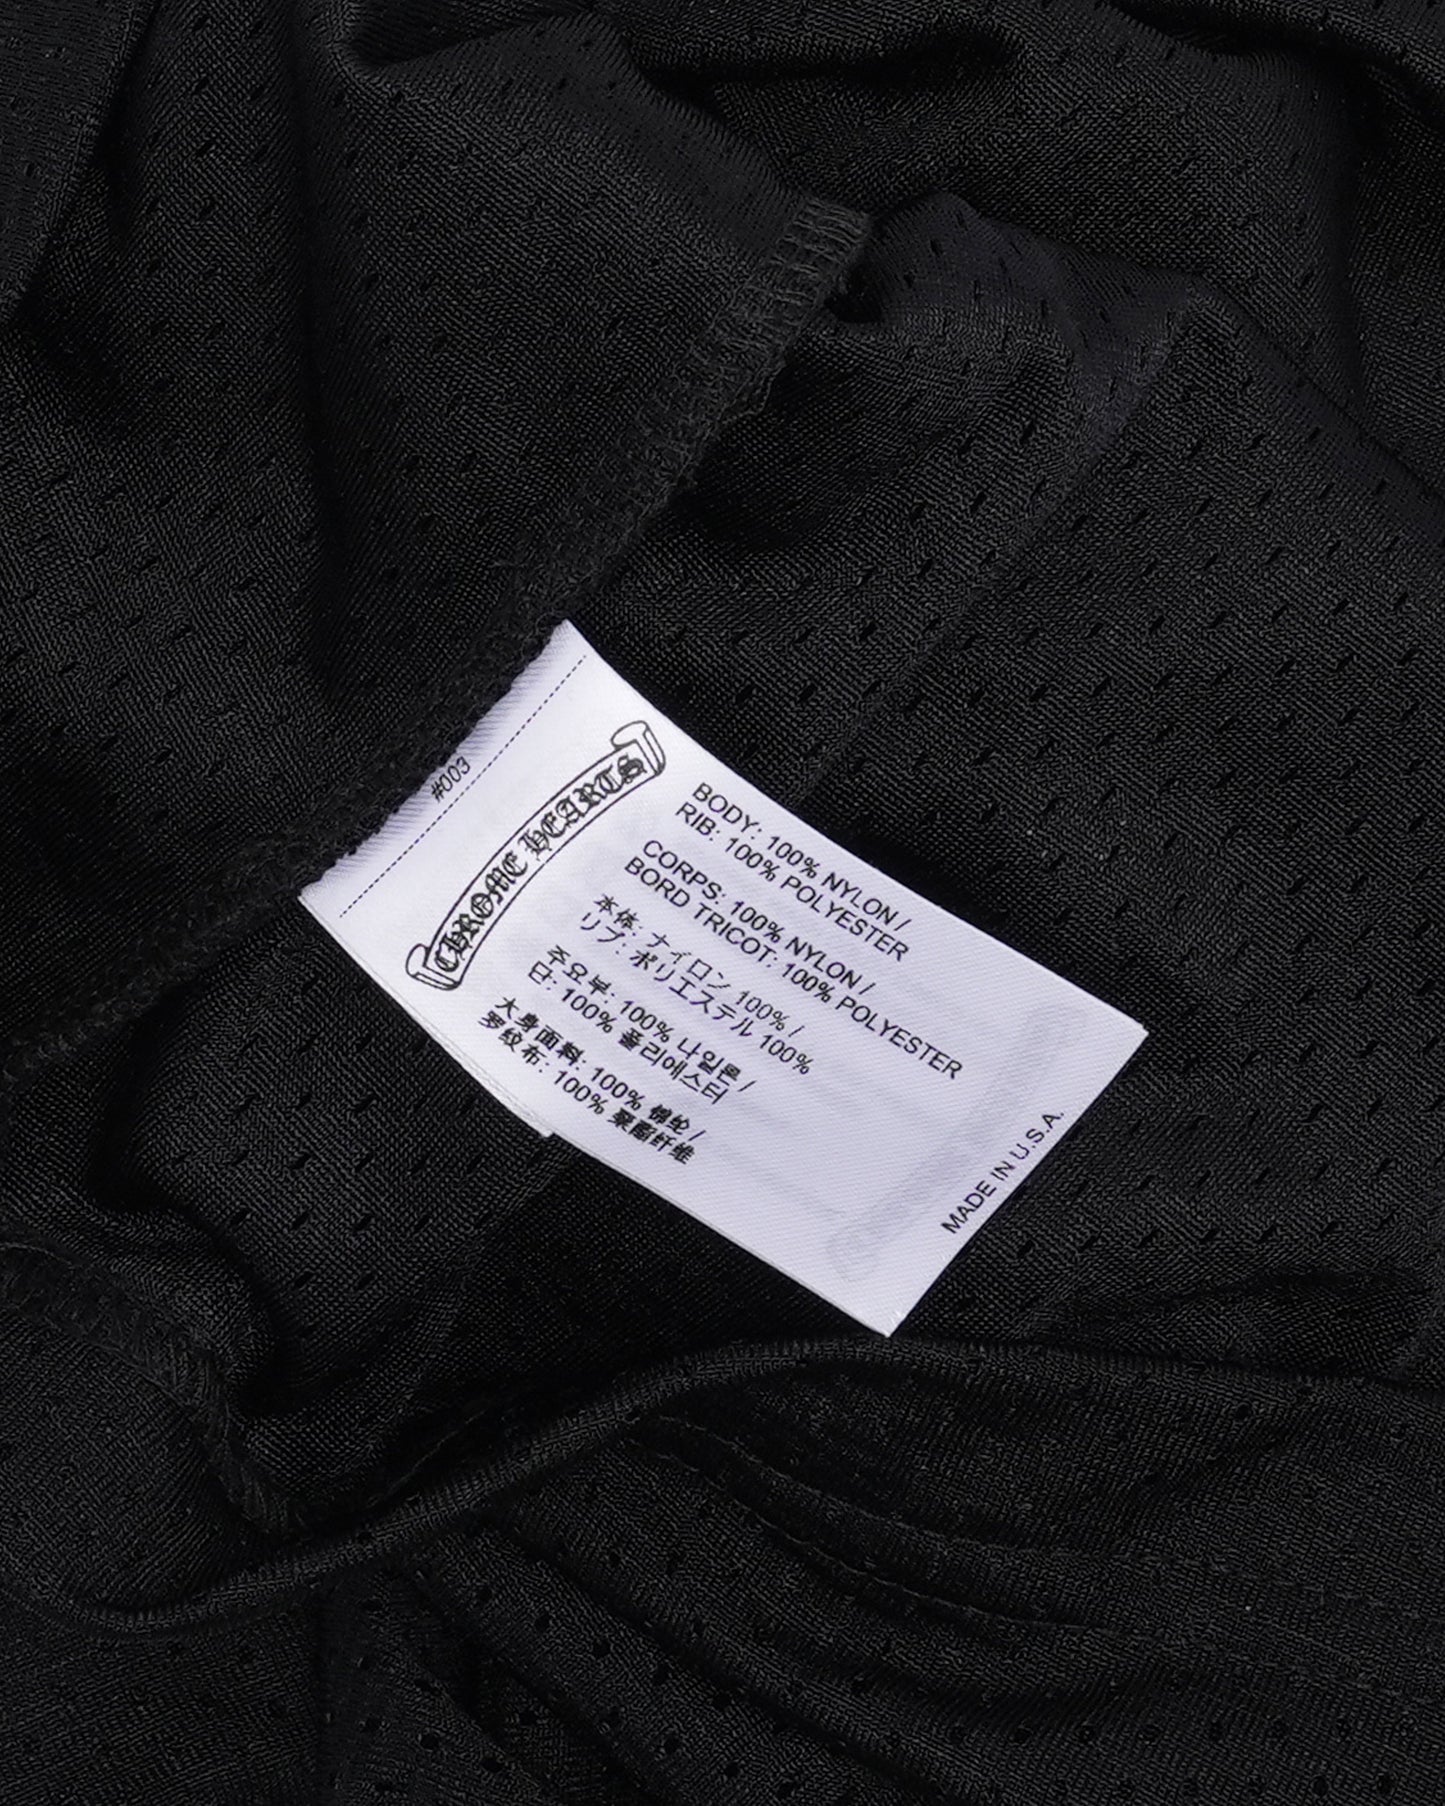 #003
CHROME HEARTS
BODY: 100% NYLON /
RIB: 100% POLYESTER
CORPS: 100% NYLON /
BORD TRICOT: 100% POLYESTER
本体: ナイロン 100% /
リブ: ポリエステル 100%
주요부: 100% 나일론 /
단: 100% 폴리에스터
大身面料: 100% 锦纶 /
罗纹布: 100% 聚酯纤维
MADE IN U.S.A.